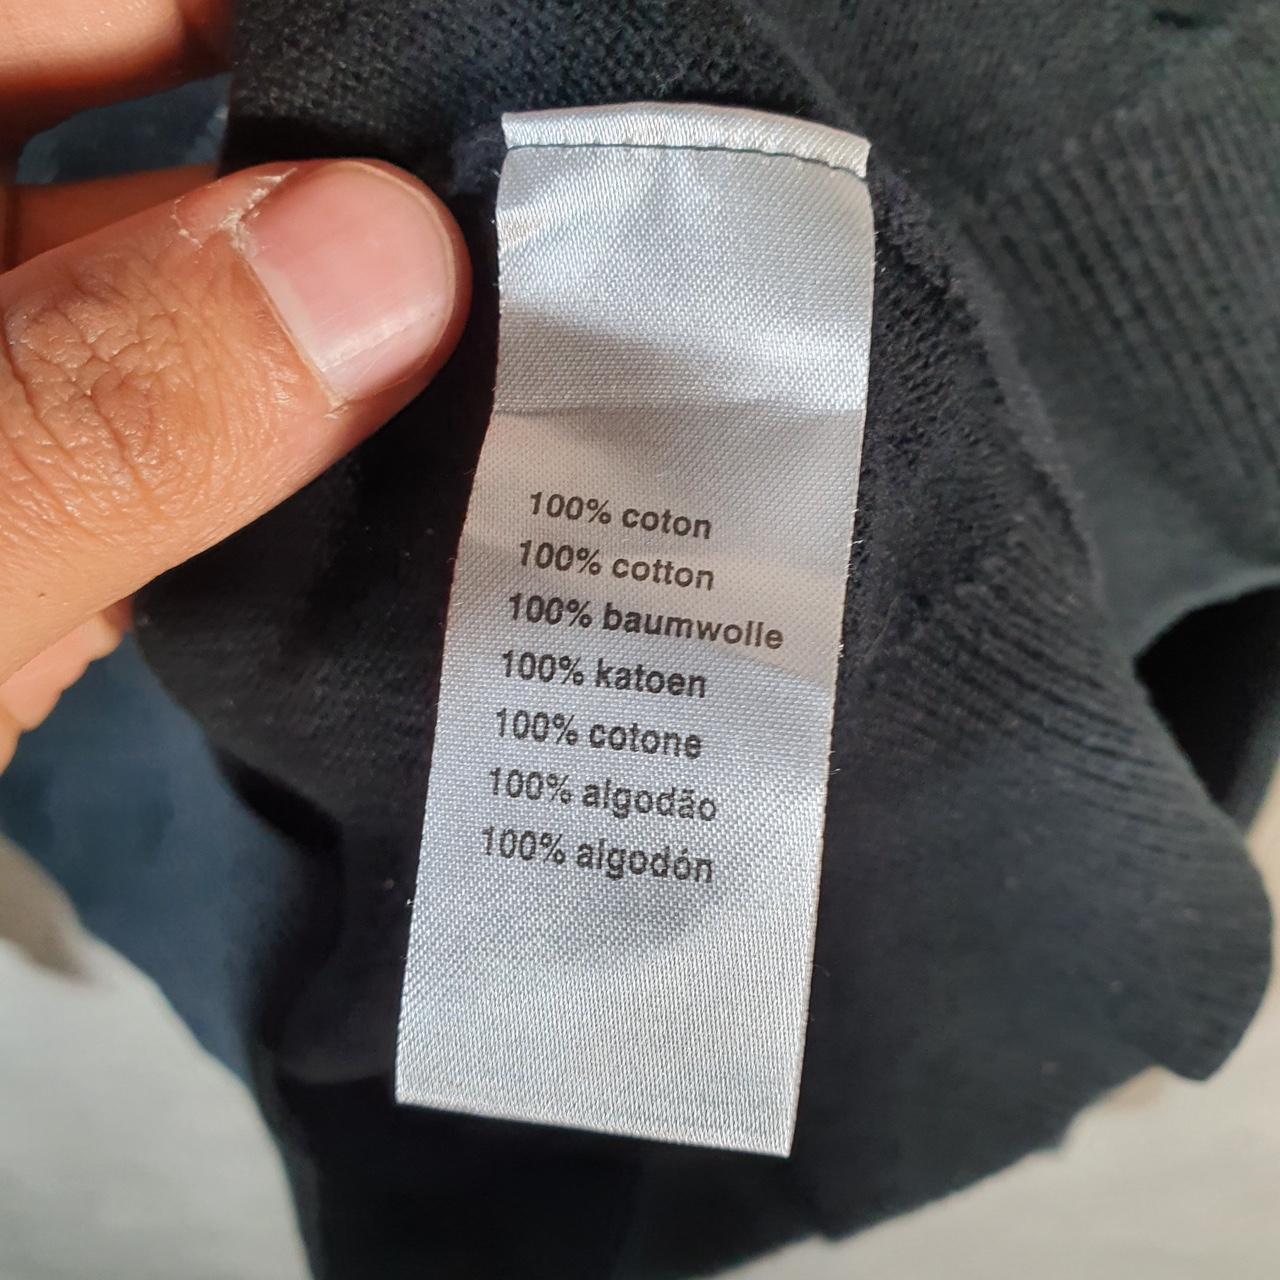 100% coton
100% cotton
100% baumwolle
100% katoen
100% cotone
100% algodão
100% algodón